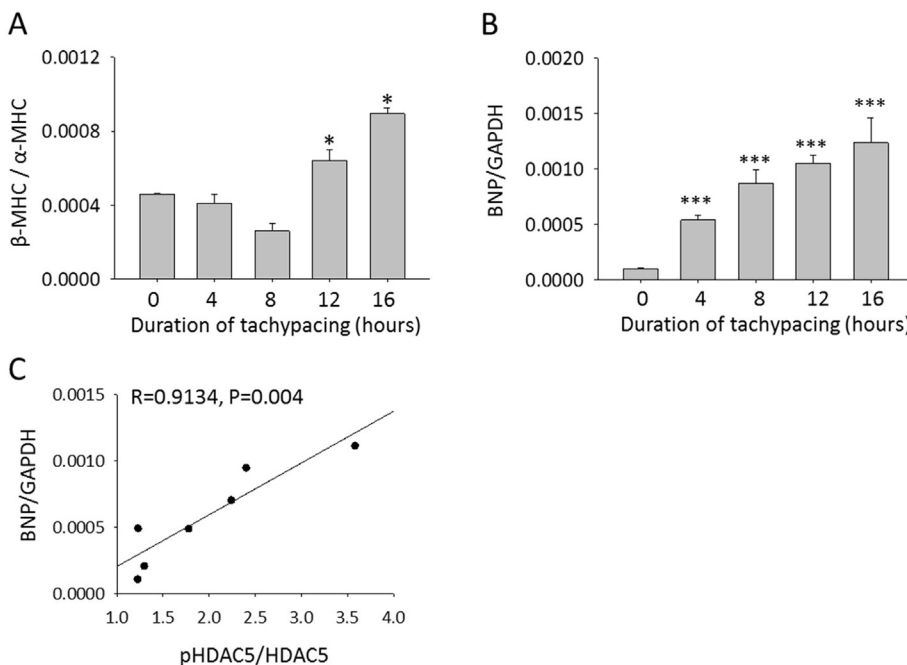 A
0.0012
0.0008
0.0004
0.0000
β-MHC / α-MHC
* *
0 4 8 12 16
Duration of tachypacing (hours)
B
0.0020
0.0015
0.0010
0.0005
0.0000
BNP/GAPDH
*** *** *** ***
0 4 8 12 16
Duration of tachypacing (hours)
C
R=0.9134, P=0.004
0.0015
0.0010
0.0005
0.0000
BNP/GAPDH
1.0 1.5 2.0 2.5 3.0 3.5 4.0
pHDAC5/HDAC5